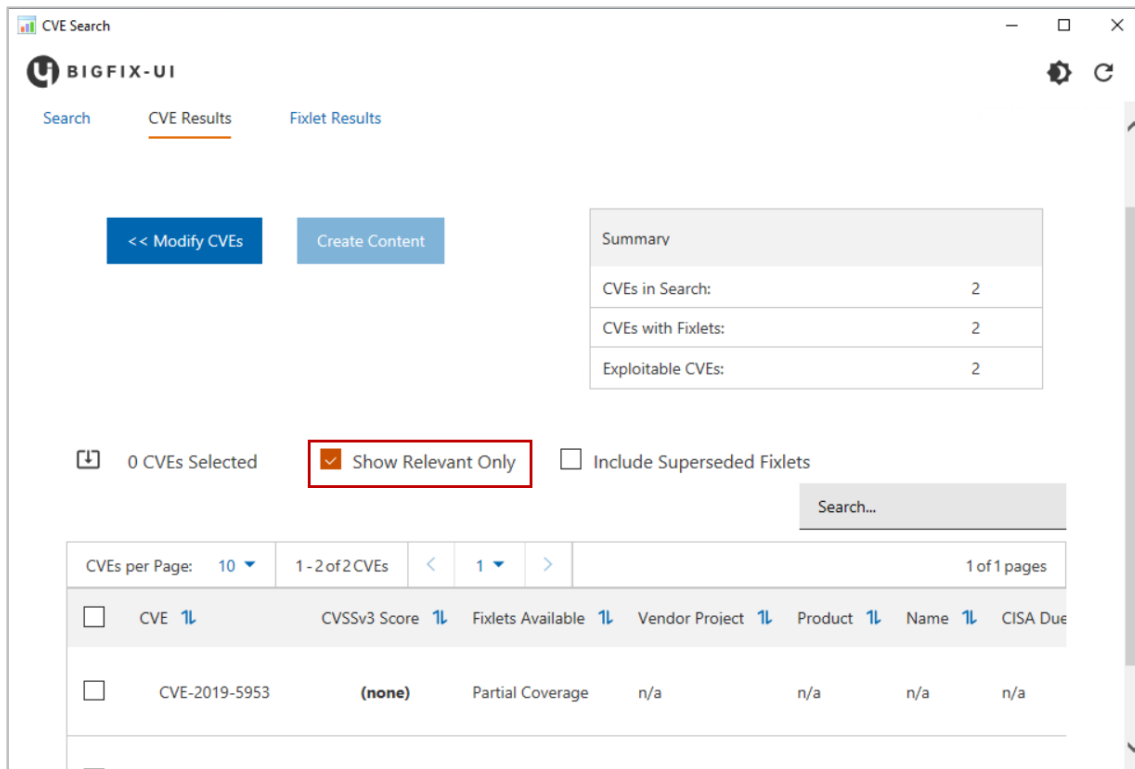 CVE Search
BIGFIX-UI
Search CVE Results Fixlet Results
<< Modify CVEs Create Content
Summary
CVEs in Search: 2
CVEs with Fixlets: 2
Exploitable CVEs: 2
0 CVEs Selected Show Relevant Only Include Superseded Fixlets
Search...
CVEs per Page: 10 1 - 2 of 2 CVEs < 1 > 1 of 1 pages
CVE CVSSv3 Score Fixlets Available Vendor Project Product Name CISA Due
CVE-2019-5953 (none) Partial Coverage n/a n/a n/a n/a